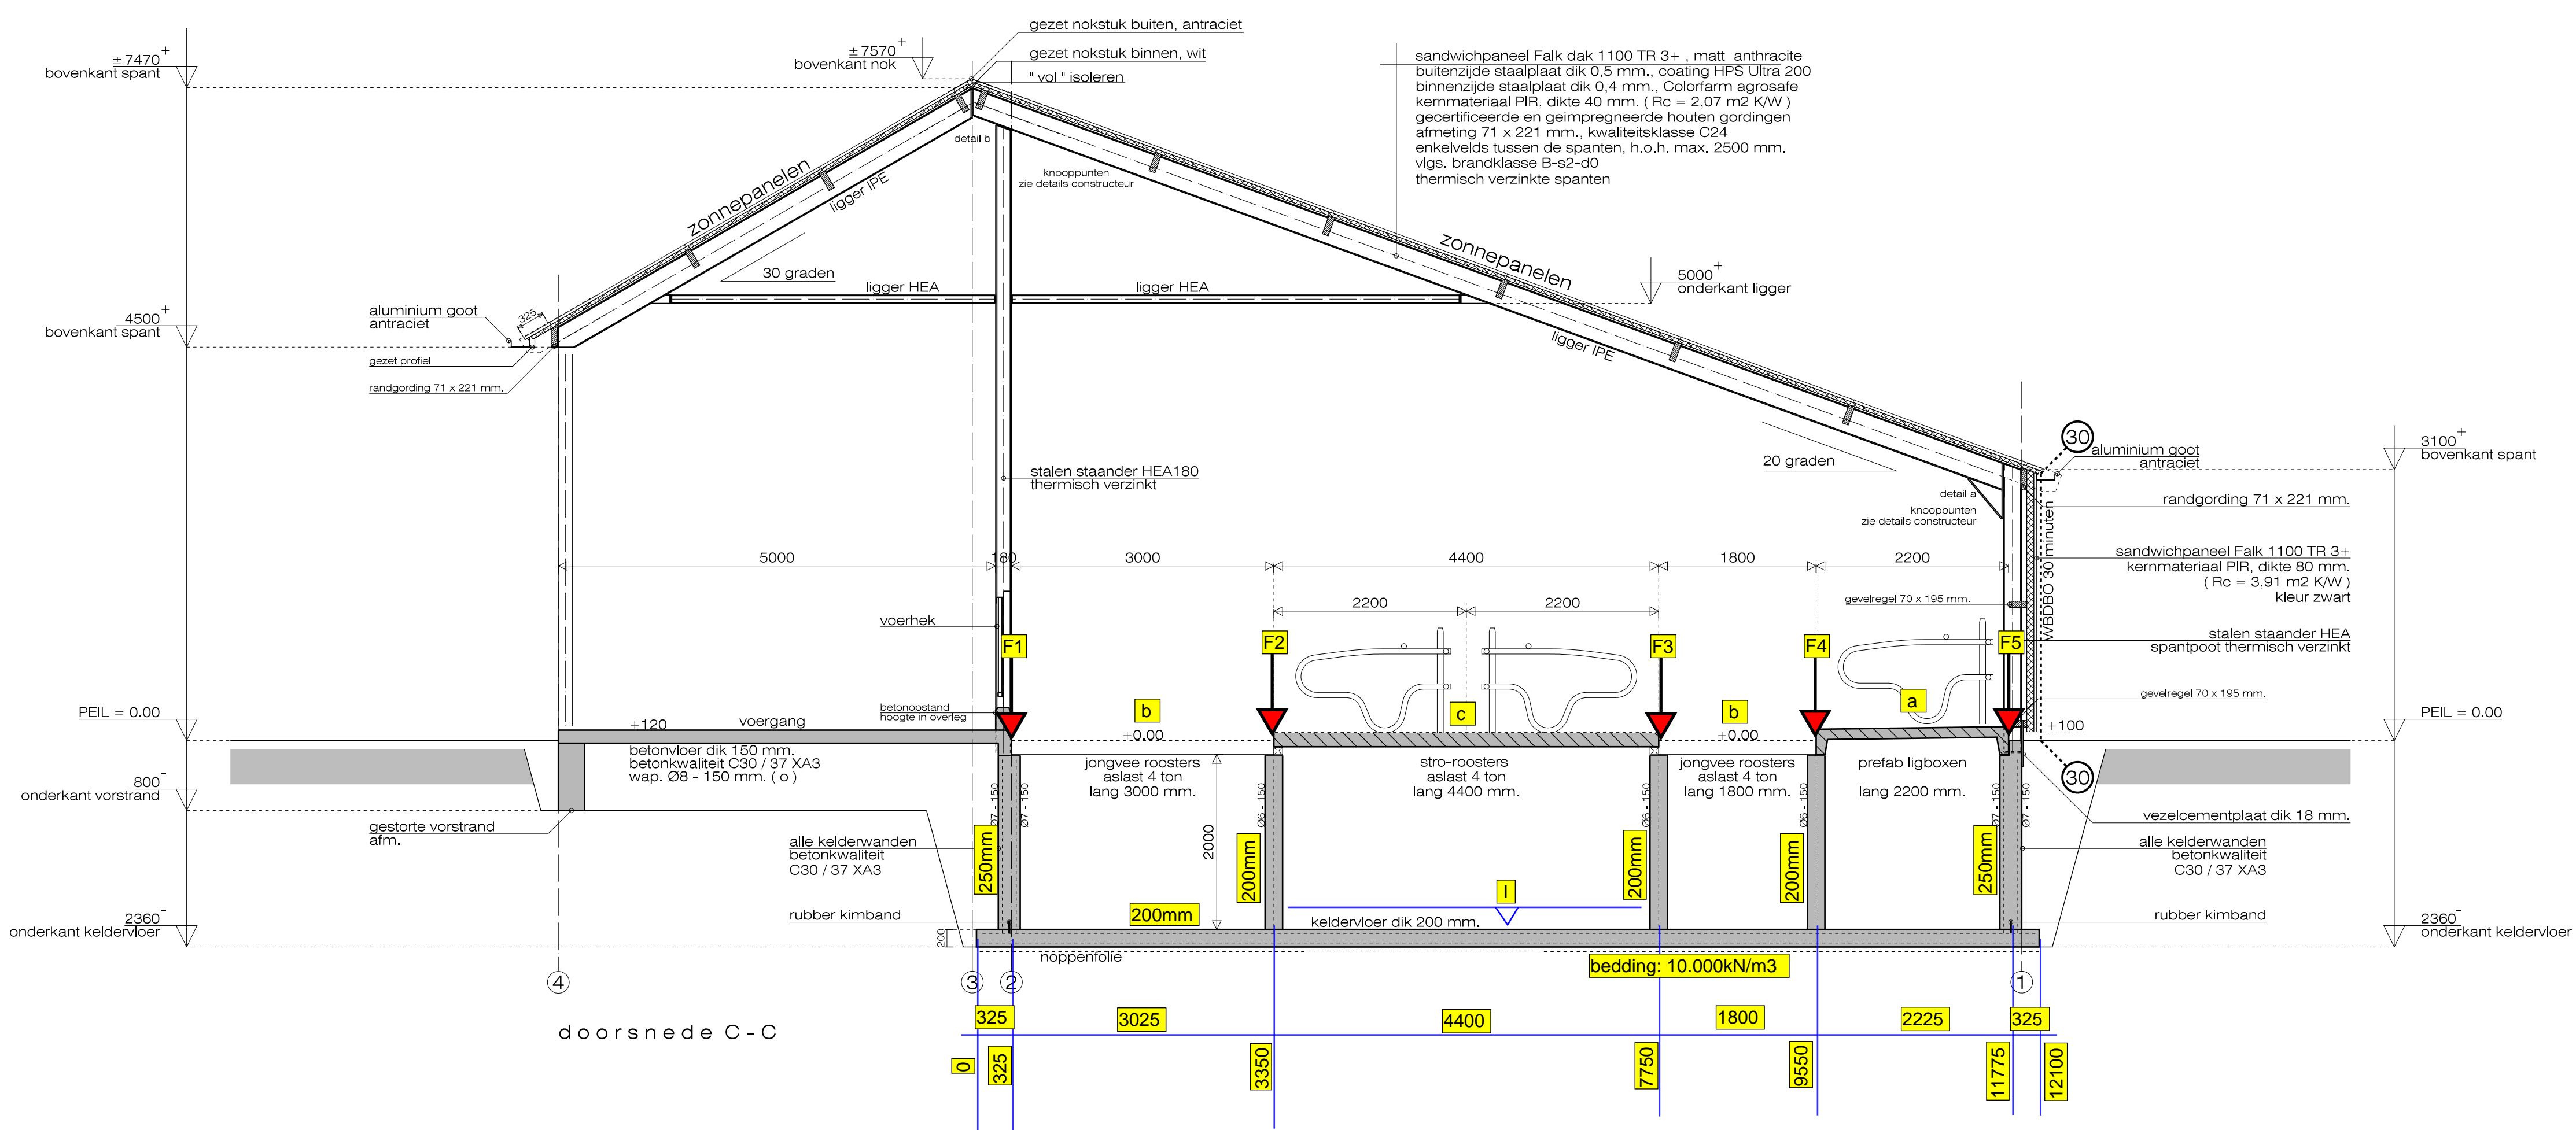 gezet nokstuk buiten, antraciet
gezet nokstuk binnen, wit
" vol " isoleren
± 7470 +
bovenkant spant
± 7570 +
bovenkant nok
sandwichpaneel Falk dak 1100 TR 3+ , matt anthracite
buitenzijde staalplaat dik 0,5 mm., coating HPS Ultra 200
binnenzijde staalplaat dik 0,4 mm., Colorfarm agrosafe
kernmateriaal PIR, dikte 40 mm. ( Rc = 2,07 m2 K/W )
gecertificeerde en geimpregneerde houten gordingen
afmeting 71 x 221 mm., kwaliteitsklasse C24
enkelvelds tussen de spanten, h.o.h. max. 2500 mm.
vlgs. brandklasse B-s2-d0
thermisch verzinkte spanten
detail b
knooppunten
zie details constructeur
zonnepanelen
ligger IPE
30 graden
ligger HEA
ligger HEA
zonnepanelen
5000 +
onderkant ligger
aluminium goot
antraciet
325
4500 +
bovenkant spant
gezet profiel
randgording 71 x 221 mm.
ligger IPE
30
3100 +
bovenkant spant
aluminium goot
antraciet
20 graden
stalen staander HEA180
thermisch verzinkt
detail a
knooppunten
zie details constructeur
randgording 71 x 221 mm.
WBDBO 30 minuten
sandwichpaneel Falk 1100 TR 3+
kernmateriaal PIR, dikte 80 mm.
( Rc = 3,91 m2 K/W )
kleur zwart
5000
180
3000
4400
1800
2200
2200
2200
gevelregel 70 x 195 mm.
voerhek
F1
F2
F3
F4
F5
stalen staander HEA
spantpoot thermisch verzinkt
gevelregel 70 x 195 mm.
betonopstand
hoogte in overleg
b
c
b
a
PEIL = 0.00
PEIL = 0.00
+120
voergang
+0.00
+0.00
+100
betonvloer dik 150 mm.
betonkwaliteit C30 / 37 XA3
wap. Ø8 - 150 mm. ( o )
jongvee roosters
aslast 4 ton
lang 3000 mm.
stro-roosters
aslast 4 ton
lang 4400 mm.
jongvee roosters
aslast 4 ton
lang 1800 mm.
prefab ligboxen
lang 2200 mm.
30
800 -
onderkant vorstrand
Ø7 - 150
Ø7 - 150
Ø6 - 150
Ø6 - 150
Ø6 - 150
Ø7 - 150
Ø7 - 150
gestorte vorstrand
afm.
vezelcementplaat dik 18 mm.
alle kelderwanden
betonkwaliteit
C30 / 37 XA3
250mm
2000
200mm
200mm
200mm
250mm
alle kelderwanden
betonkwaliteit
C30 / 37 XA3
rubber kimband
200mm
I
keldervloer dik 200 mm.
rubber kimband
2360 -
onderkant keldervloer
200
2360 -
onderkant keldervloer
noppenfolie
bedding: 10.000kN/m3
4
3
2
1
doorsnede C-C
325
3025
4400
1800
2225
325
0
325
3350
7750
9550
11775
12100